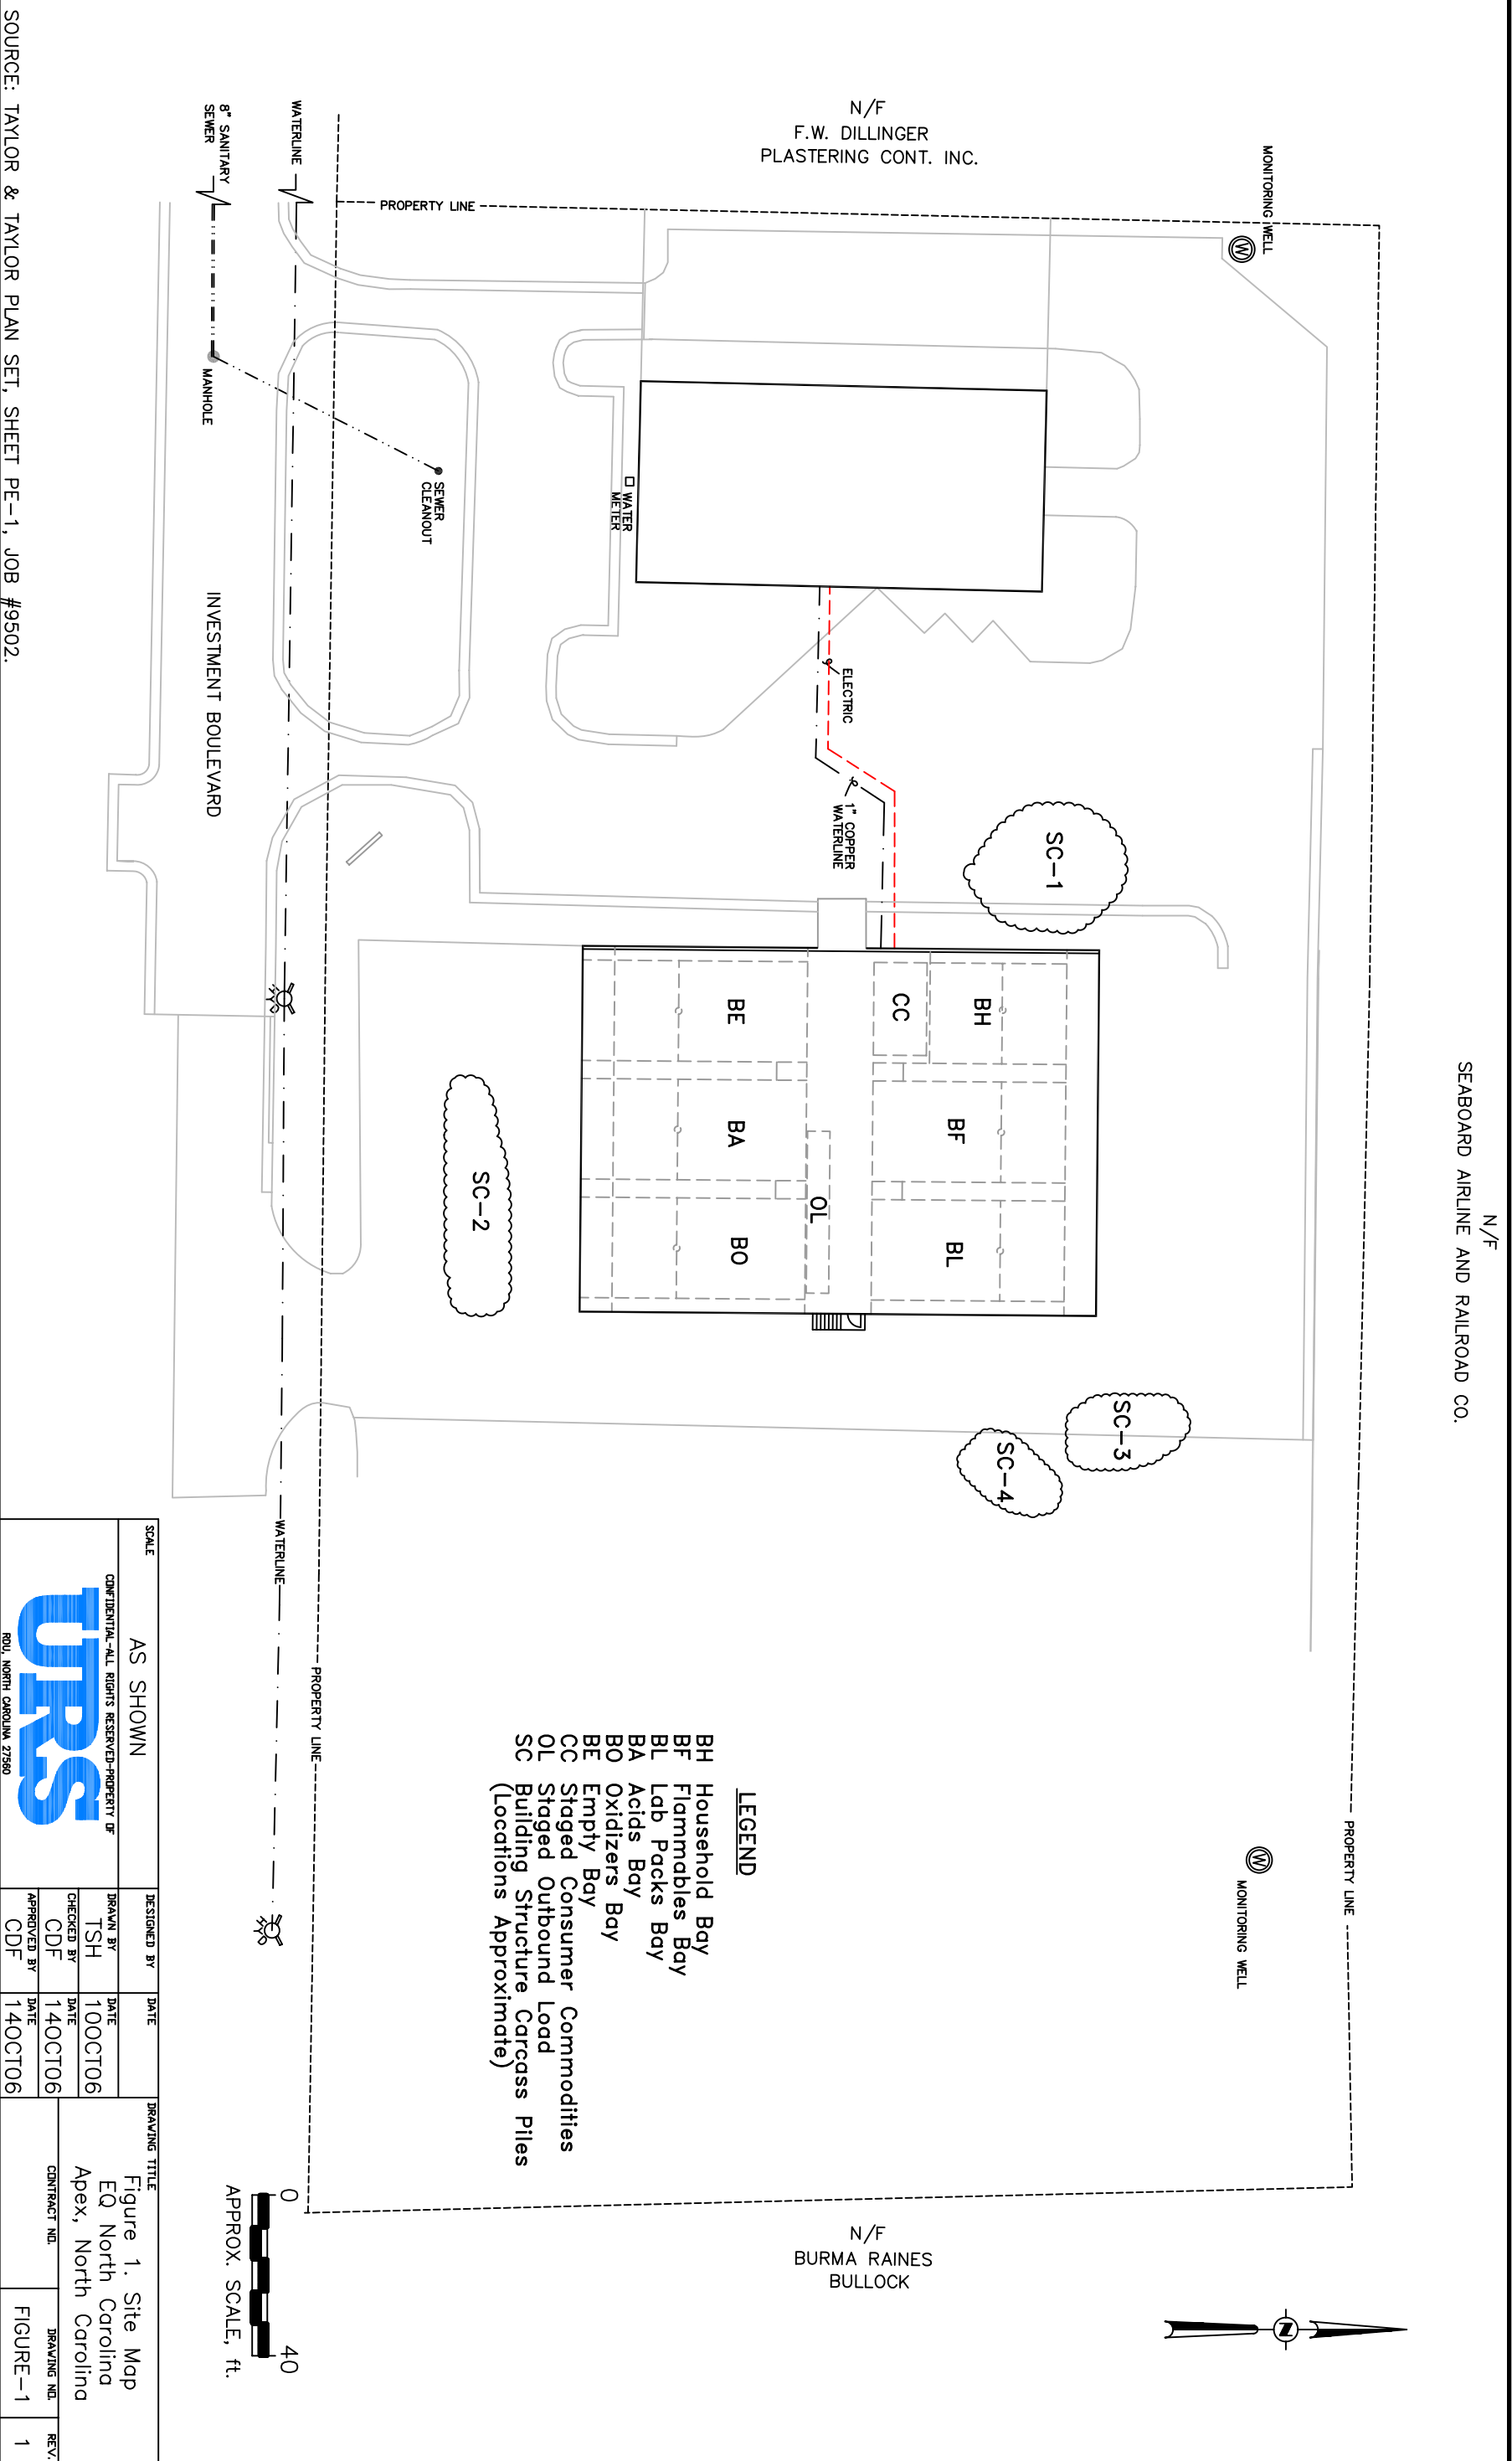 N/F
SEABOARD AIRLINE AND RAILROAD CO.
N/F
F.W. DILLINGER
PLASTERING CONT. INC.
MONITORING WELL
W
PROPERTY LINE
PROPERTY LINE
W
MONITORING WELL
SC-1
SC-3
SC-4
ELECTRIC
1" COPPER
WATERLINE
BH
CC
BF
BL
OL
BE
BA
BO
SC-2
WATER
METER
SEWER
CLEANOUT
WATERLINE
8" SANITARY
SEWER
MANHOLE
INVESTMENT BOULEVARD
WATERLINE
PROPERTY LINE
LEGEND
BH Household Bay
BF Flammables Bay
BL Lab Packs Bay
BA Acids Bay
BO Oxidizers Bay
BE Empty Bay
CC Staged Consumer Commodities
OL Staged Outbound Load
SC Building Structure Carcass Piles
(Locations Approximate)
N/F
BURMA RAINES
BULLOCK
N
0 40
APPROX. SCALE, ft.
SCALE
AS SHOWN
CONFIDENTIAL-ALL RIGHTS RESERVED-PROPERTY OF
URS
RDU, NORTH CAROLINA 27560
DESIGNED BY DATE
DRAWN BY DATE
TSH 10OCT06
CHECKED BY DATE
CDF 14OCT06
APPROVED BY DATE
CDF 14OCT06
DRAWING TITLE
Figure 1. Site Map
EQ North Carolina
Apex, North Carolina
CONTRACT NO. DRAWING NO. REV.
FIGURE-1 1
SOURCE: TAYLOR & TAYLOR PLAN SET, SHEET PE-1, JOB #9502.